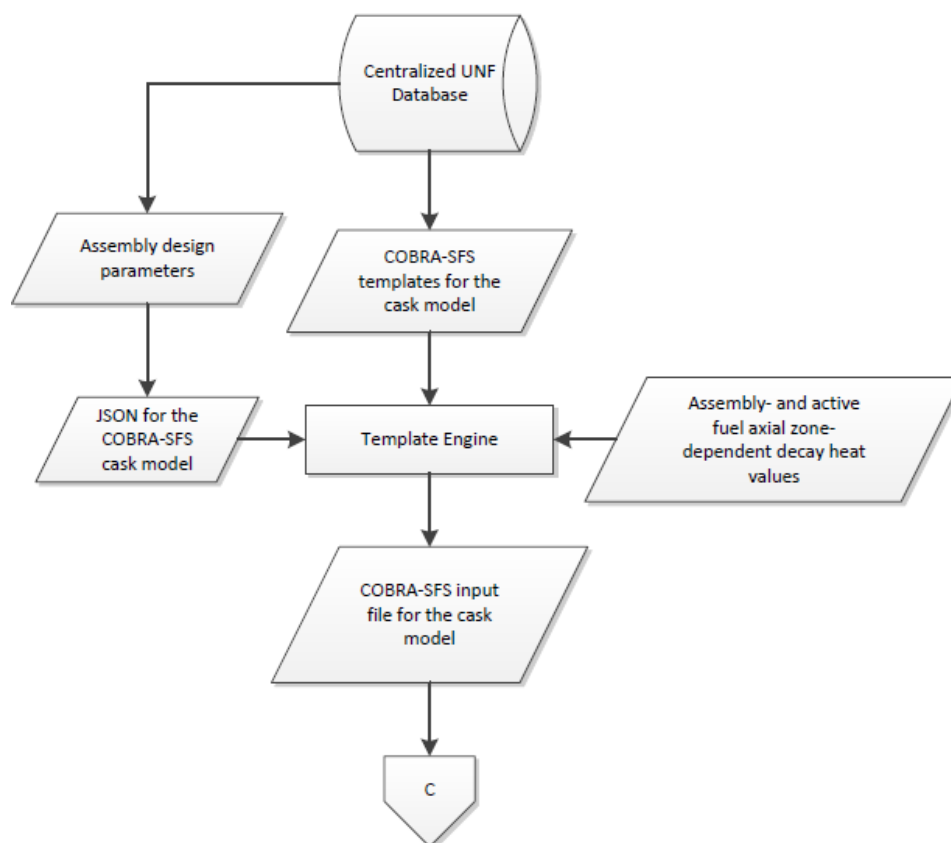 Centralized UNF
Database
Assembly design
parameters
COBRA-SFS
templates for the
cask model
JSON for the
COBRA-SFS
cask model
Template Engine
Assembly- and active
fuel axial zone-
dependent decay heat
values
COBRA-SFS input
file for the cask
model
C